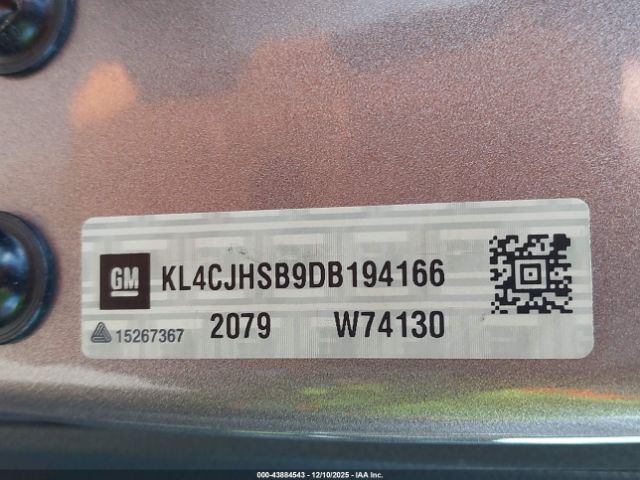 GM KL4CJHSB9DB194166
15267367 2079 W74130
000-43884543 - 12/10/2025 - IAA Inc.